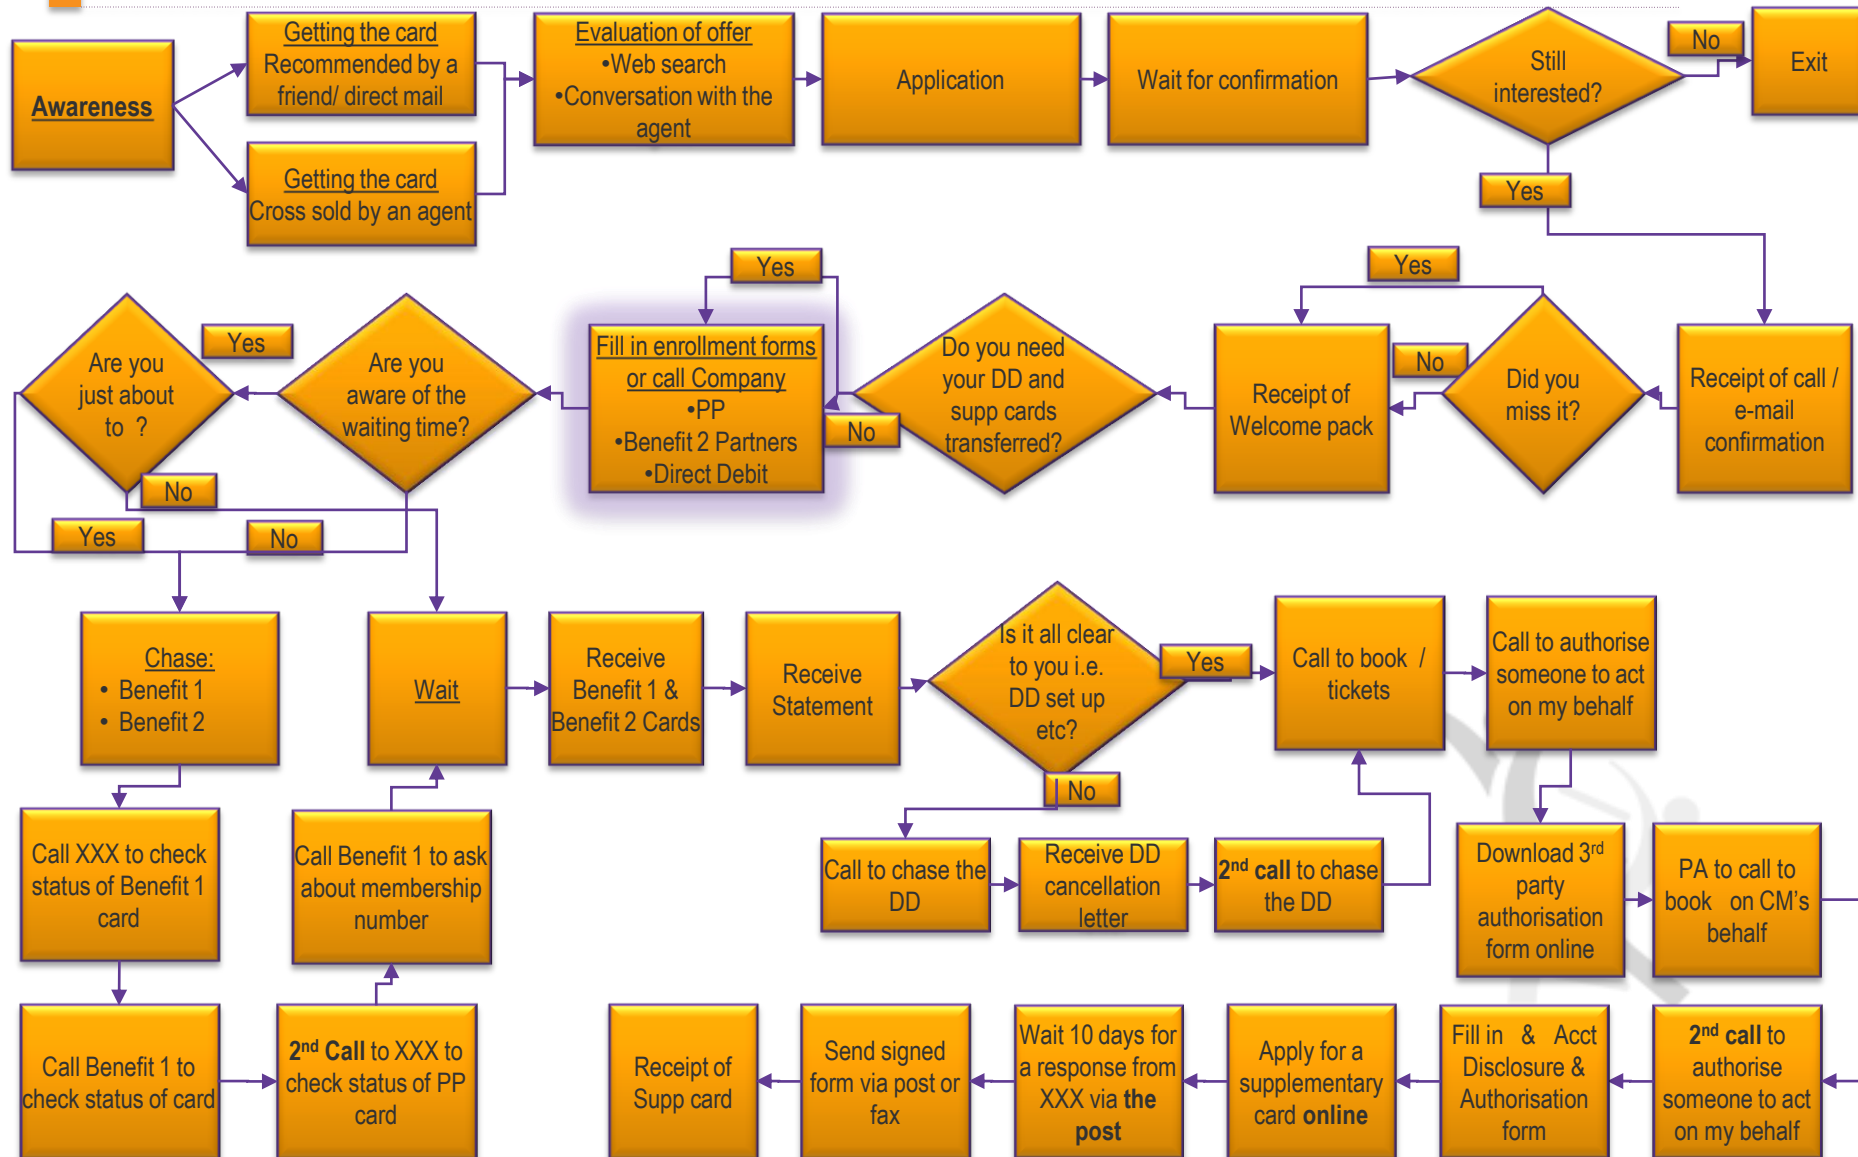 Awareness
Getting the card
Recommended by a
friend/ direct mail
Getting the card
Cross sold by an agent
Evaluation of offer
•Web search
•Conversation with the
agent
Application
Wait for confirmation
Still
interested?
No
Exit
Yes
Receipt of call /
e-mail
confirmation
Did you
miss it?
Yes
No
Receipt of
Welcome pack
Do you need
your DD and
supp cards
transferred?
Yes
No
Fill in enrollment forms
or call Company
•PP
•Benefit 2 Partners
•Direct Debit
Are you
aware of the
waiting time?
Yes
Are you
just about
to ?
No
Yes
No
Chase:
• Benefit 1
• Benefit 2
Wait
Receive
Benefit 1 &
Benefit 2 Cards
Receive
Statement
Is it all clear
to you i.e.
DD set up
etc?
Yes
No
Call to book /
tickets
Call to authorise
someone to act
on my behalf
Call XXX to check
status of Benefit 1
card
Call Benefit 1 to ask
about membership
number
Call to chase the
DD
Receive DD
cancellation
letter
2nd call to chase
the DD
Download 3rd
party
authorisation
form online
PA to call to
book on CM's
behalf
Call Benefit 1 to
check status of card
2nd Call to XXX to
check status of PP
card
Receipt of
Supp card
Send signed
form via post or
fax
Wait 10 days for
a response from
XXX via the
post
Apply for a
supplementary
card online
Fill in & Acct
Disclosure &
Authorisation
form
2nd call to
authorise
someone to act
on my behalf